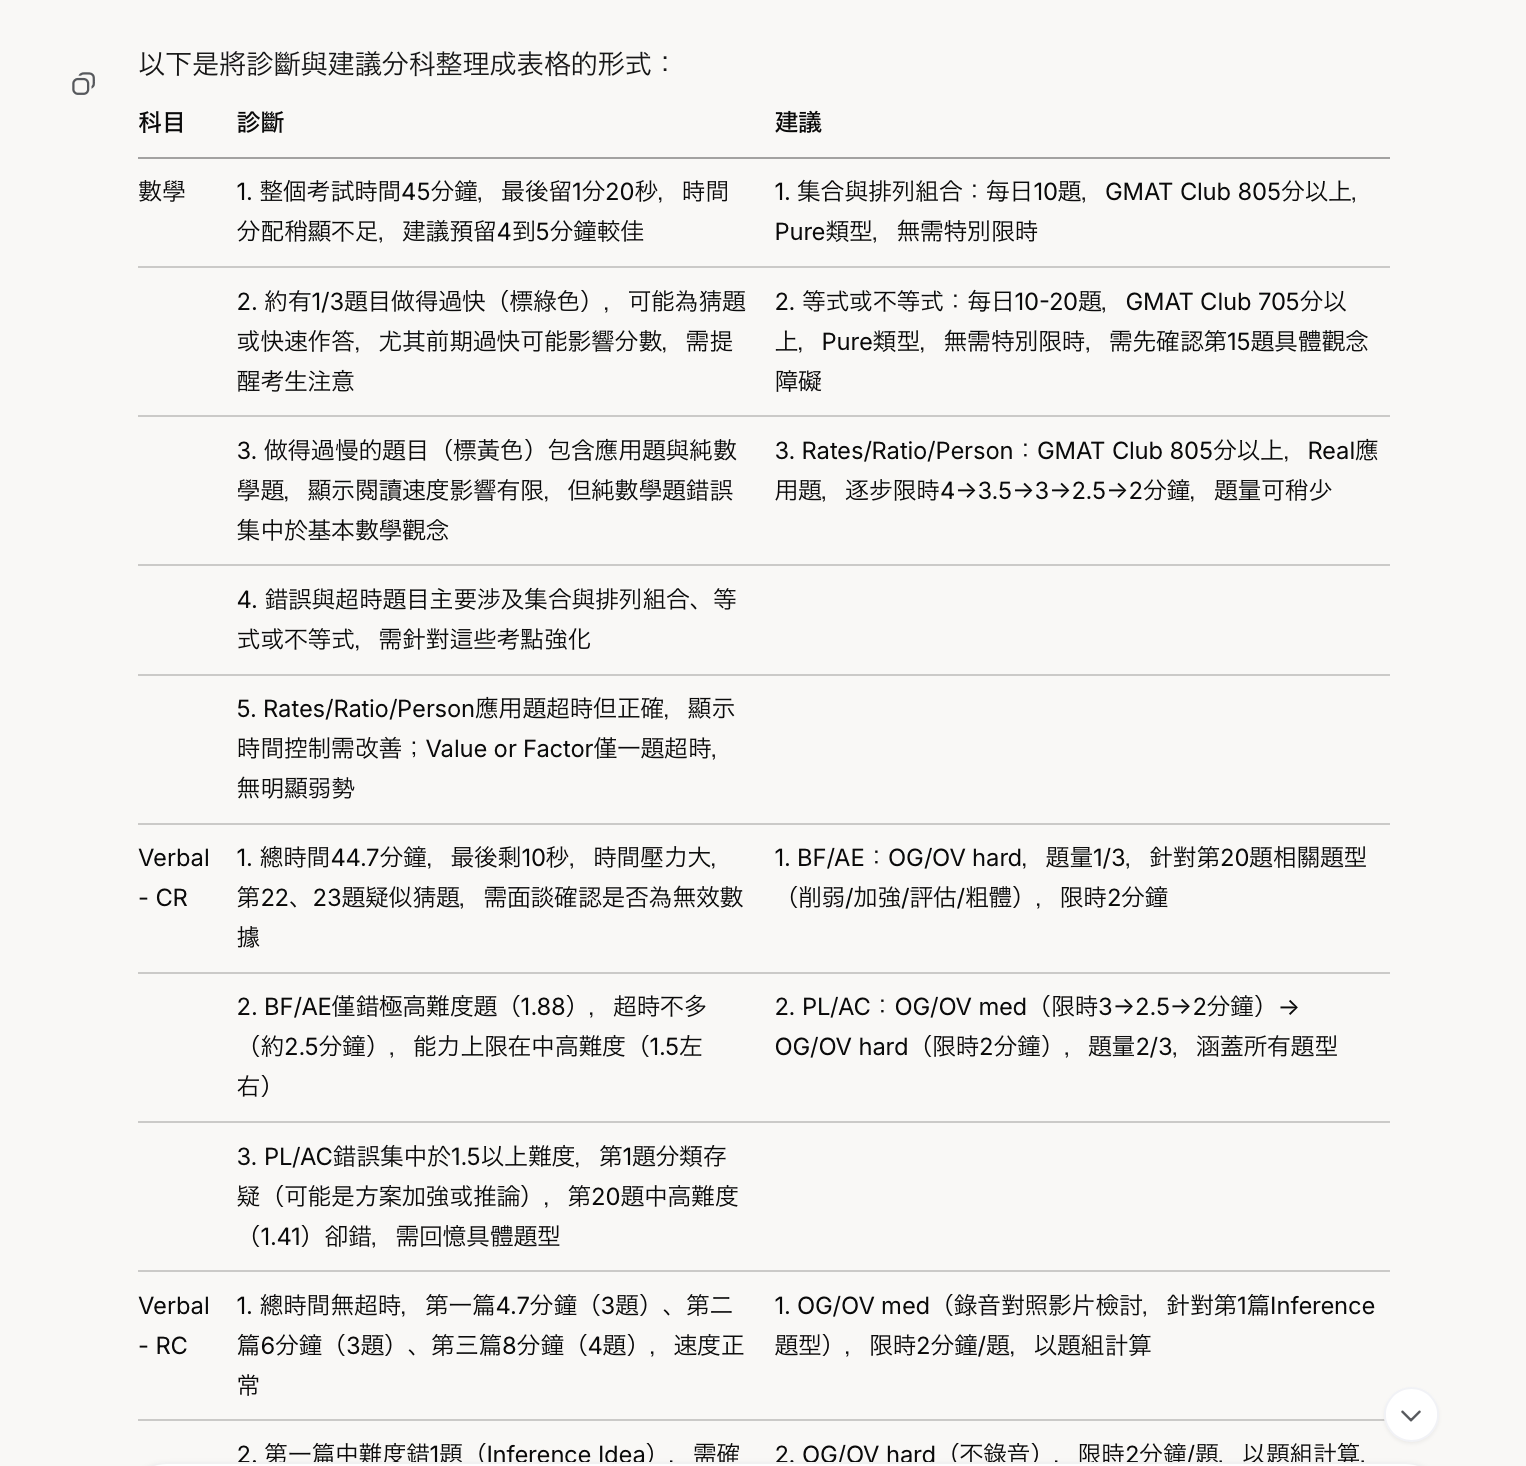 以下是將診斷與建議分科整理成表格的形式：
科目 診斷 建議
數學 1. 整個考試時間45分鐘，最後留1分20秒，時間 1. 集合與排列組合：每日10題，GMAT Club 805分以上，
分配稍顯不足，建議預留4到5分鐘較佳 Pure類型，無需特別限時
2. 約有1/3題目做得過快（標綠色），可能為猜題 2. 等式或不等式：每日10-20題，GMAT Club 705分以
或快速作答，尤其前期過快可能影響分數，需提 上，Pure類型，無需特別限時，需先確認第15題具體觀念
醒考生注意 障礙
3. 做得過慢的題目（標黃色）包含應用題與純數 3. Rates/Ratio/Person：GMAT Club 805分以上，Real應
學題，顯示閱讀速度影響有限，但純數學題錯誤 用題，逐步限時4→3.5→3→2.5→2分鐘，題量可稍少
集中於基本數學觀念
4. 錯誤與超時題目主要涉及集合與排列組合、等
式或不等式，需針對這些考點強化
5. Rates/Ratio/Person應用題超時但正確，顯示
時間控制需改善；Value or Factor僅一題超時，
無明顯弱勢
Verbal 1. 總時間44.7分鐘，最後剩10秒，時間壓力大， 1. BF/AE：OG/OV hard，題量1/3，針對第20題相關題型
- CR 第22、23題疑似猜題，需面談確認是否為無效數 （削弱/加強/評估/粗體），限時2分鐘
據
2. BF/AE僅錯極高難度題（1.88），超時不多 2. PL/AC：OG/OV med（限時3→2.5→2分鐘）→
（約2.5分鐘），能力上限在中高難度（1.5左 OG/OV hard（限時2分鐘），題量2/3，涵蓋所有題型
右）
3. PL/AC錯誤集中於1.5以上難度，第1題分類存
疑（可能是方案加強或推論），第20題中高難度
（1.41）卻錯，需回憶具體題型
Verbal 1. 總時間無超時，第一篇4.7分鐘（3題）、第二 1. OG/OV med（錄音對照影片檢討，針對第1篇Inference
- RC 篇6分鐘（3題）、第三篇8分鐘（4題），速度正 題型），限時2分鐘/題，以題組計算
常
2. 第一篇中難度錯1題（Inference Idea），需確 2. OG/OV hard（不錄音），限時2分鐘/題，以題組計算，